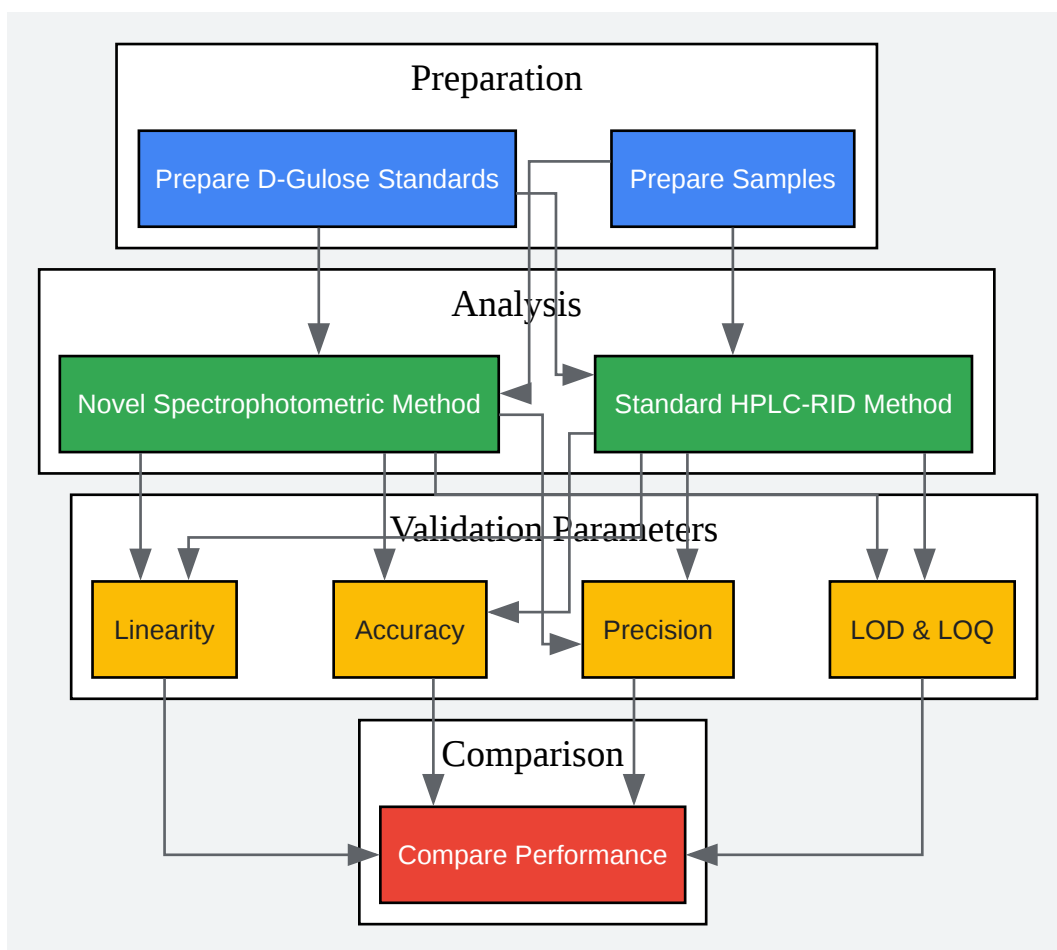 Preparation
Prepare D-Gulose Standards
Prepare Samples
Analysis
Novel Spectrophotometric Method
Standard HPLC-RID Method
Validation Parameters
Linearity
Accuracy
Precision
LOD & LOQ
Comparison
Compare Performance